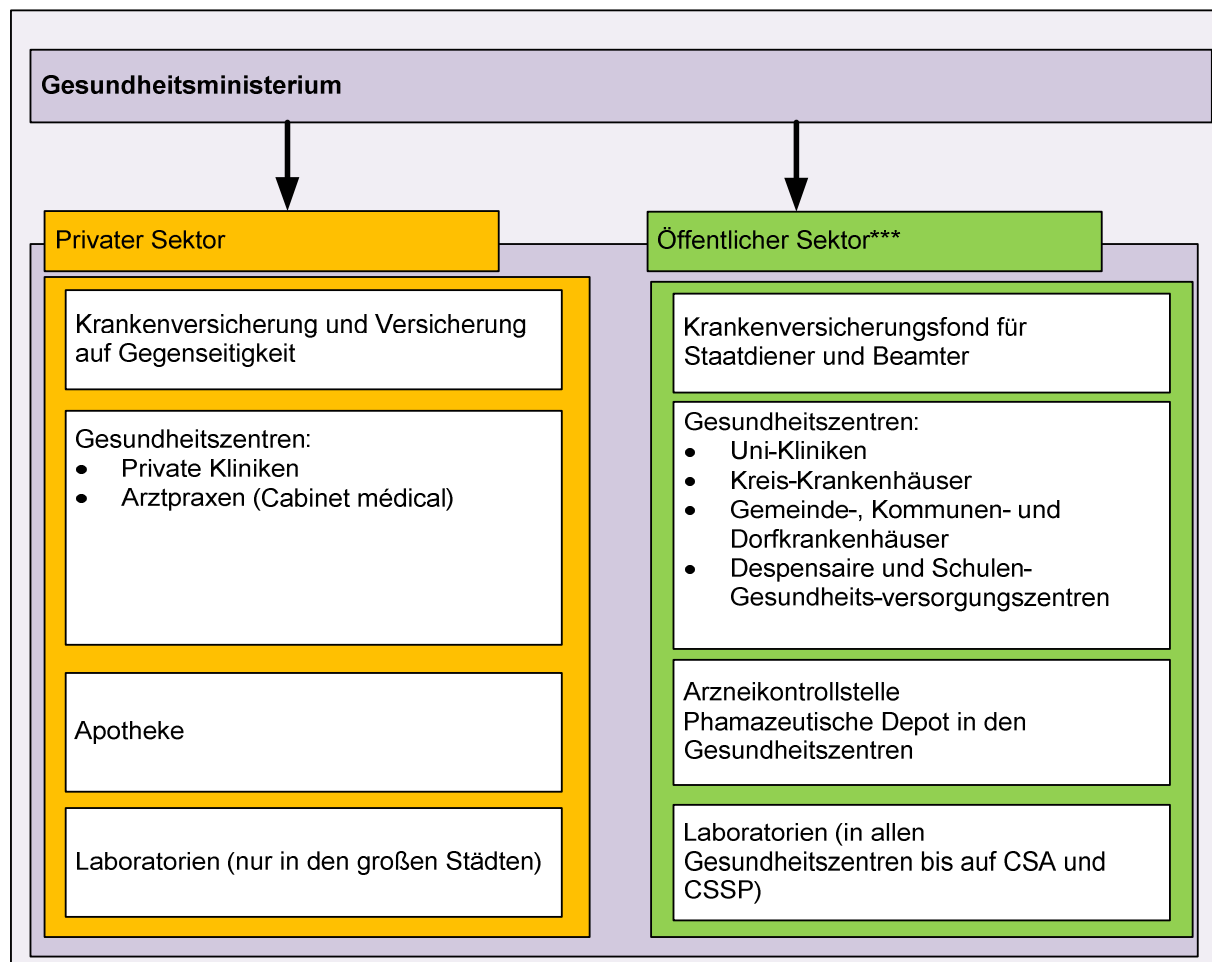 Gesundheitsministerium
Privater Sektor
Krankenversicherung und Versicherung
auf Gegenseitigkeit
Gesundheitszentren:
• Private Kliniken
• Arztpraxen (Cabinet médical)
Apotheke
Laboratorien (nur in den großen Städten)
Öffentlicher Sektor***
Krankenversicherungsfond für
Staatdiener und Beamter
Gesundheitszentren:
• Uni-Kliniken
• Kreis-Krankenhäuser
• Gemeinde-, Kommunen- und
Dorfkrankenhäuser
• Despensaire und Schulen-
Gesundheits-versorgungszentren
Arzneikontrollstelle
Phamazeutische Depot in den
Gesundheitszentren
Laboratorien (in allen
Gesundheitszentren bis auf CSA und
CSSP)